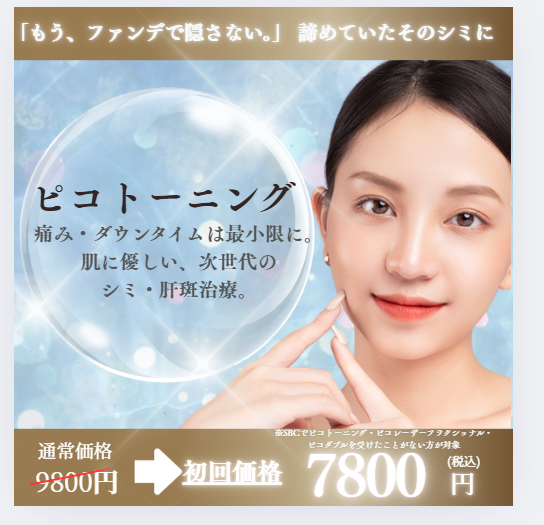 「もう、ファンデで隠さない。」 諦めていたそのシミに
ピコトーニング
痛み・ダウンタイムは最小限に。
肌に優しい、次世代の
シミ・肝斑治療。
※SBCでピコトーニング・ピコレーザーフラクショナル・
ピコダブルを受けたことがない方が対象
通常価格
9800円
初回価格
7800
(税込)
円